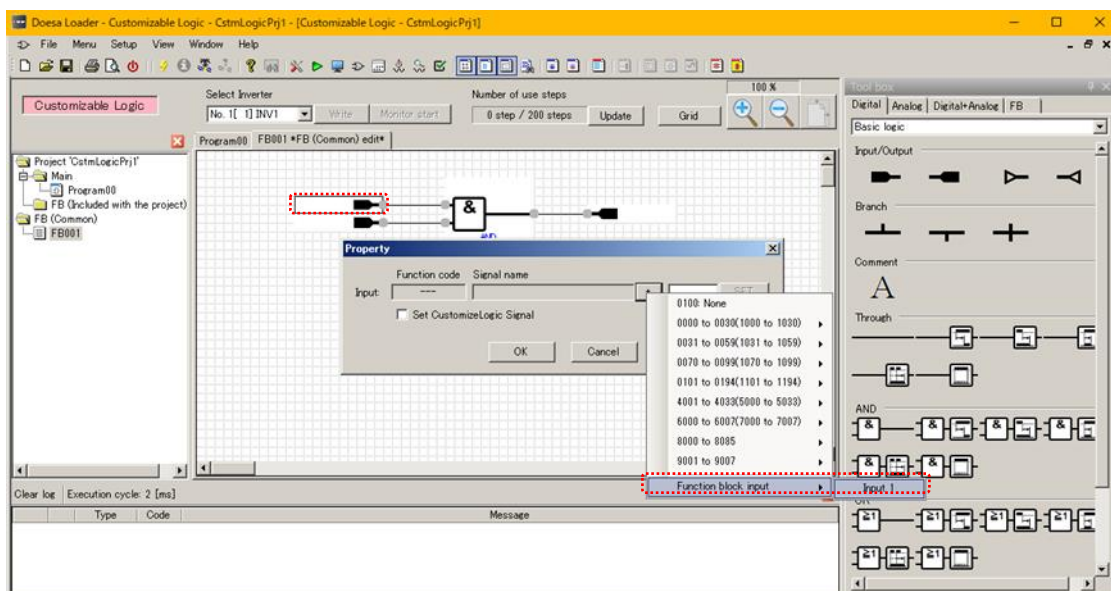 Doesa Loader - Customizable Logic - CstmLogicPrj1 - [Customizable Logic - CstmLogicPrj1]
File Menu Setup View Window Help
Customizable Logic
Select Inverter
No. 1[ 1] INV1
Write
Monitor start
Number of use steps
0 step / 200 steps
Update
Grid
100 %
Program00
FB001 *FB (Common) edit*
Project 'CstmLogicPrj1'
Main
Program00
FB (Included with the project)
FB (Common)
FB001
&
AND
Property
Function code
Signal name
Input:
---
SET
Set CustomizeLogic Signal
OK
Cancel
0100: None
0000 to 0030(1000 to 1030)
0031 to 0059(1031 to 1059)
0070 to 0099(1070 to 1099)
0101 to 0194(1101 to 1194)
4001 to 4033(5000 to 5033)
6000 to 6007(7000 to 7007)
8000 to 8085
9001 to 9007
Function block input
Input 1
Tool box
Digital Analog Digital+Analog FB
Basic logic
Input/Output
Branch
Comment
A
Through
AND
& & & &
& &
OR
≧1 ≧1 ≧1 ≧1
≧1 ≧1
Clear log
Execution cycle: 2 [ms]
Type Code Message